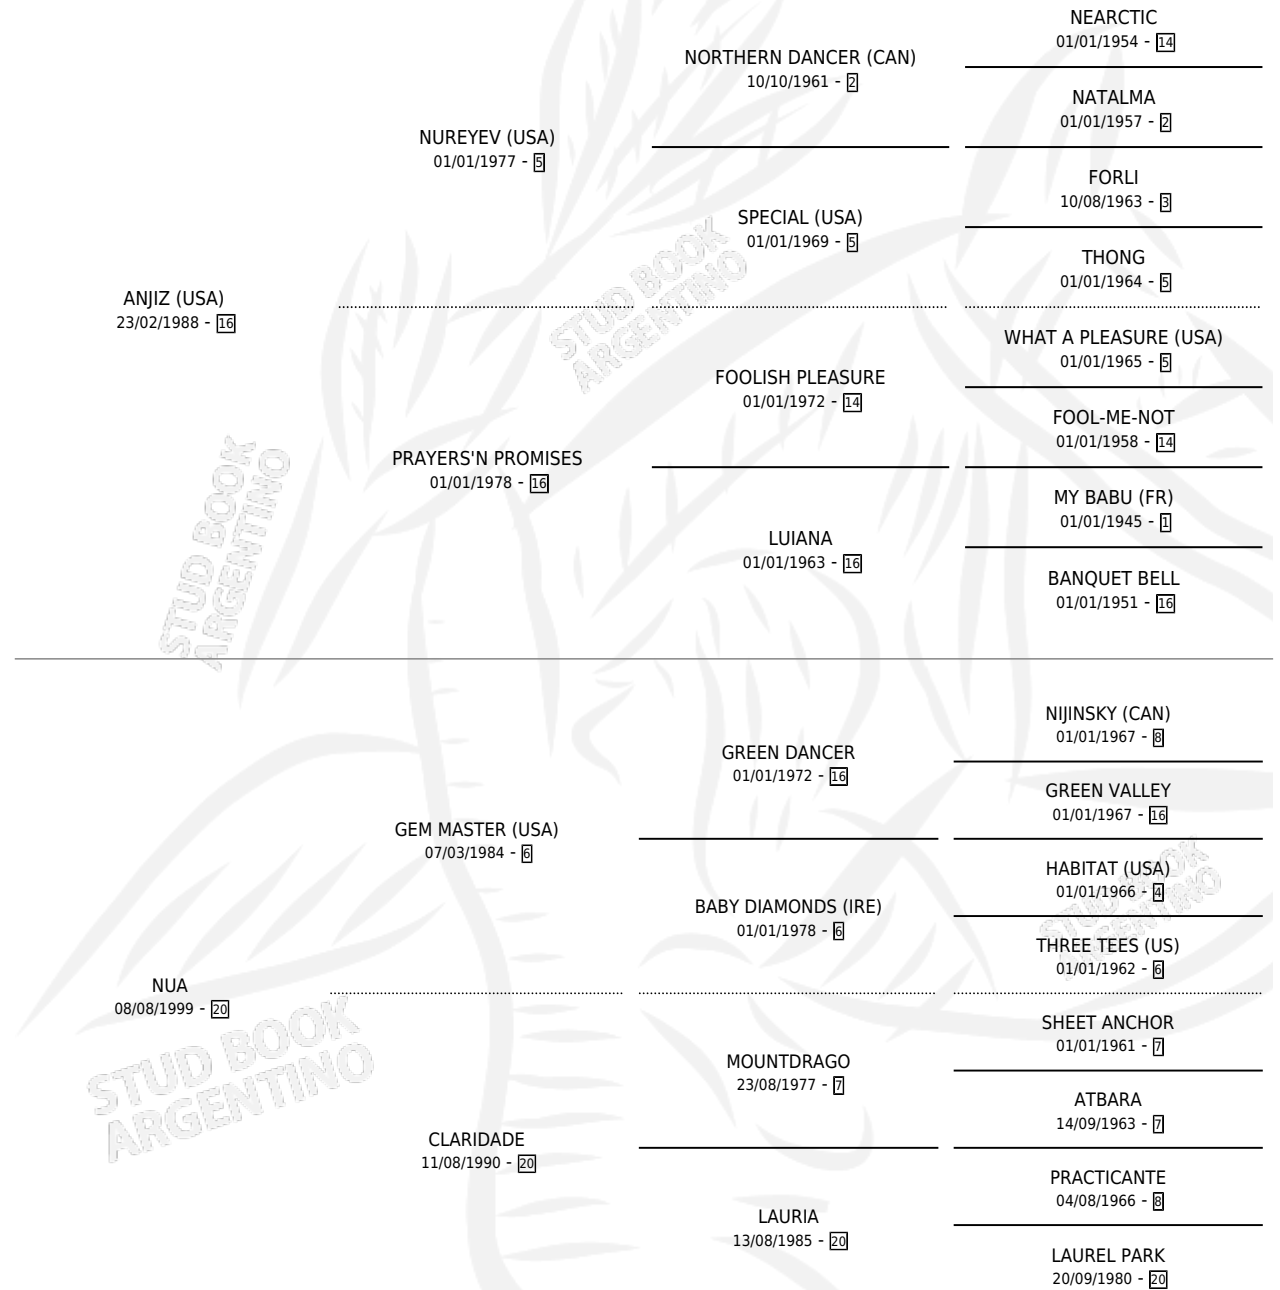 NEARCTIC
01/01/1954 - 14
NORTHERN DANCER (CAN)
10/10/1961 - 2
NATALMA
01/01/1957 - 2
NUREYEV (USA)
01/01/1977 - 5
FORLI
10/08/1963 - 3
SPECIAL (USA)
01/01/1969 - 5
THONG
01/01/1964 - 5
ANJIZ (USA)
23/02/1988 - 16
STUD BOOK
ARGENTINO
WHAT A PLEASURE (USA)
01/01/1965 - 5
FOOLISH PLEASURE
01/01/1972 - 14
FOOL-ME-NOT
01/01/1958 - 14
PRAYERS'N PROMISES
01/01/1978 - 16
MY BABU (FR)
01/01/1945 - 1
LUIANA
01/01/1963 - 16
BANQUET BELL
01/01/1951 - 16
STUD BOOK
ARGENTINO
NIJINSKY (CAN)
01/01/1967 - 8
GREEN DANCER
01/01/1972 - 16
GREEN VALLEY
01/01/1967 - 16
GEM MASTER (USA)
07/03/1984 - 6
HABITAT (USA)
01/01/1966 - 4
BABY DIAMONDS (IRE)
01/01/1978 - 6
STUD BOOK
ARGENTINO
THREE TEES (US)
01/01/1962 - 6
NUA
08/08/1999 - 20
STUD BOOK
ARGENTINO
SHEET ANCHOR
01/01/1961 - 7
MOUNTDRAGO
23/08/1977 - 7
ATBARA
14/09/1963 - 7
CLARIDADE
11/08/1990 - 20
PRACTICANTE
04/08/1966 - 8
LAURIA
13/08/1985 - 20
LAUREL PARK
20/09/1980 - 20